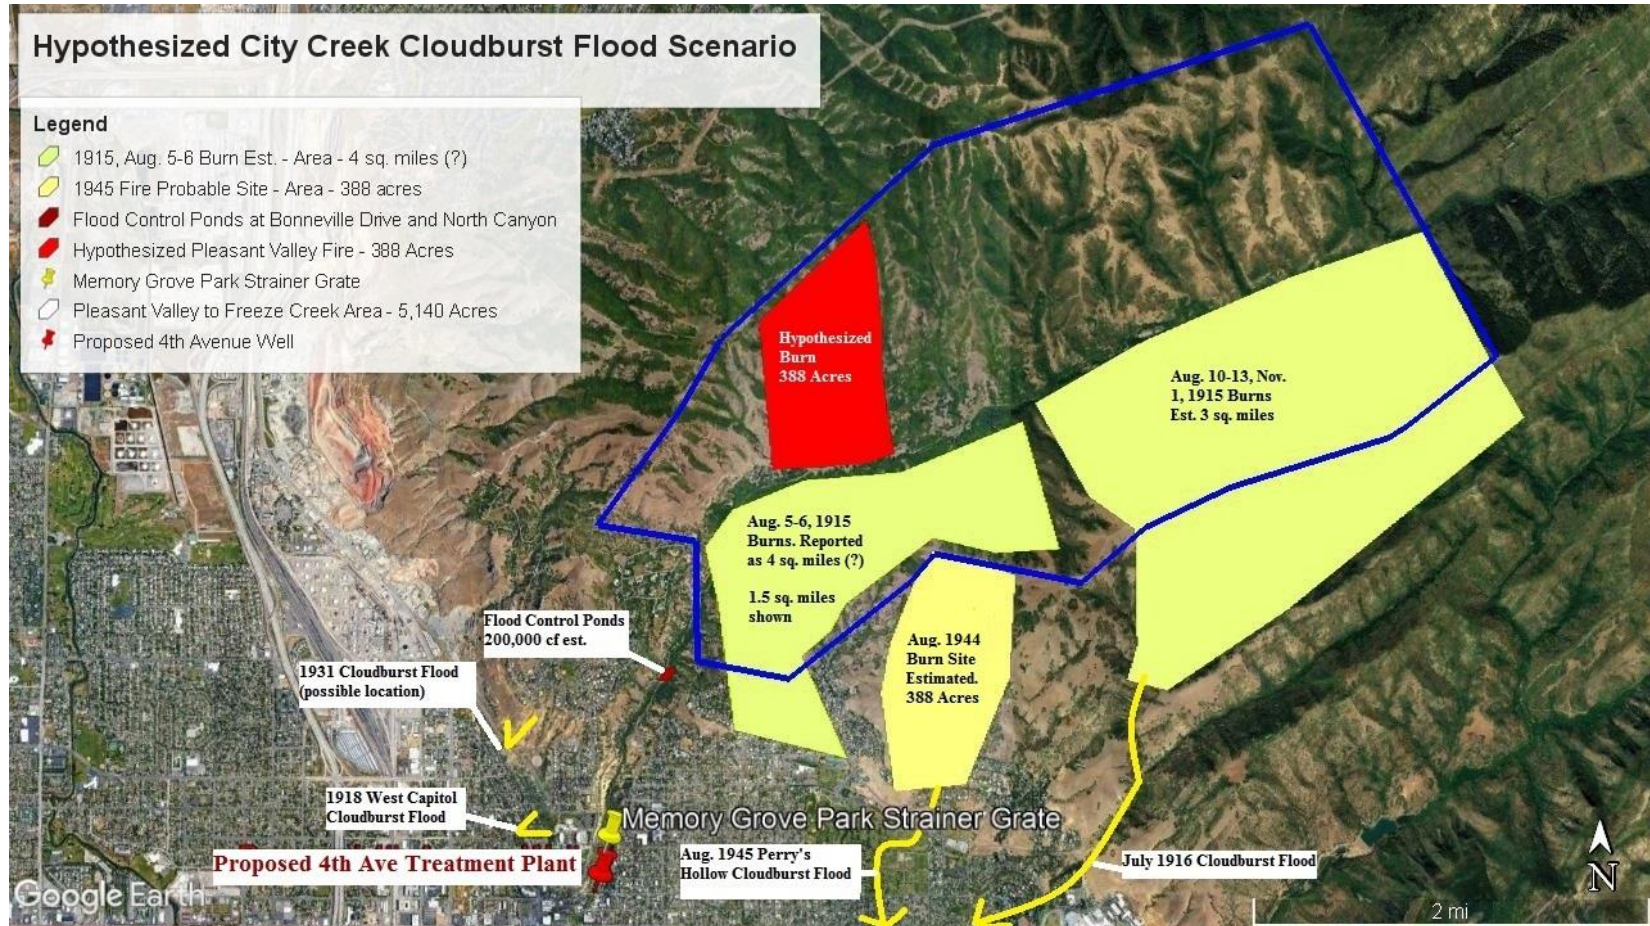 Hypothesized City Creek Cloudburst Flood Scenario
Legend
1915, Aug. 5-6 Burn Est. - Area - 4 sq. miles (?)
1945 Fire Probable Site - Area - 388 acres
Flood Control Ponds at Bonneville Drive and North Canyon
Hypothesized Pleasant Valley Fire - 388 Acres
Memory Grove Park Strainer Grate
Pleasant Valley to Freeze Creek Area - 5,140 Acres
Proposed 4th Avenue Well
Hypothesized
Burn
388 Acres
Aug. 10-13, Nov.
1, 1915 Burns
Est. 3 sq. miles
Aug. 5-6, 1915
Burns. Reported
as 4 sq. miles (?)
1.5 sq. miles
shown
Flood Control Ponds
200,000 cf est.
Aug. 1944
Burn Site
Estimated.
388 Acres
1931 Cloudburst Flood
(possible location)
1918 West Capitol
Cloudburst Flood
Memory Grove Park Strainer Grate
Proposed 4th Ave Treatment Plant
Aug. 1945 Perry's
Hollow Cloudburst Flood
July 1916 Cloudburst Flood
N
Google Earth
2 mi